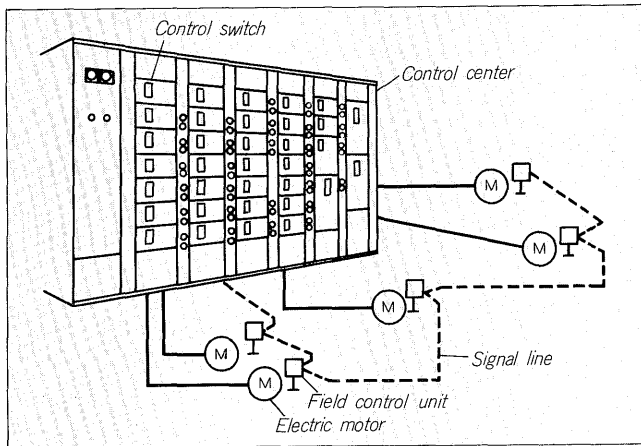 Control switch
Control center
M
M
M
M
M
Signal line
Field control unit
Electric motor